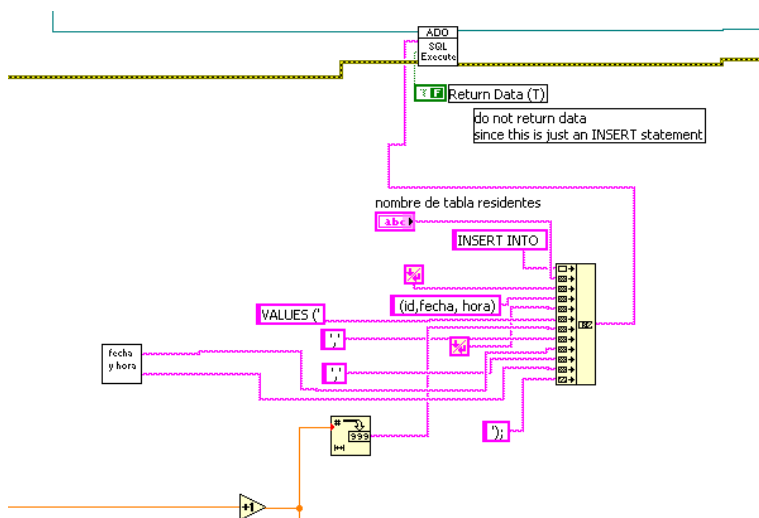 ADO
SQL
Execute
F
Return Data (T)
do not return data
since this is just an INSERT statement
nombre de tabla residentes
abc
INSERT INTO
(id,fecha, hora)
VALUES ('
','
','
fecha
y hora
#
999
');
+1